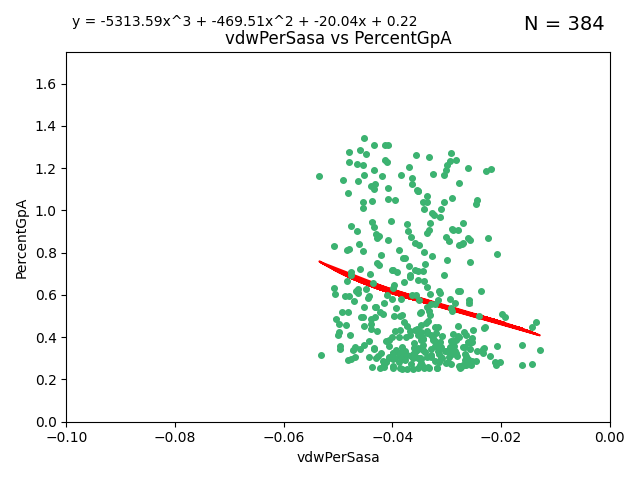 y = -5313.59x^3 + -469.51x^2 + -20.04x + 0.22
N = 384
vdwPerSasa vs PercentGpA
1.6
1.4
1.2
1.0
0.8
0.6
0.4
0.2
0.0
PercentGpA
−0.10 −0.08 −0.06 −0.04 −0.02 0.00
vdwPerSasa